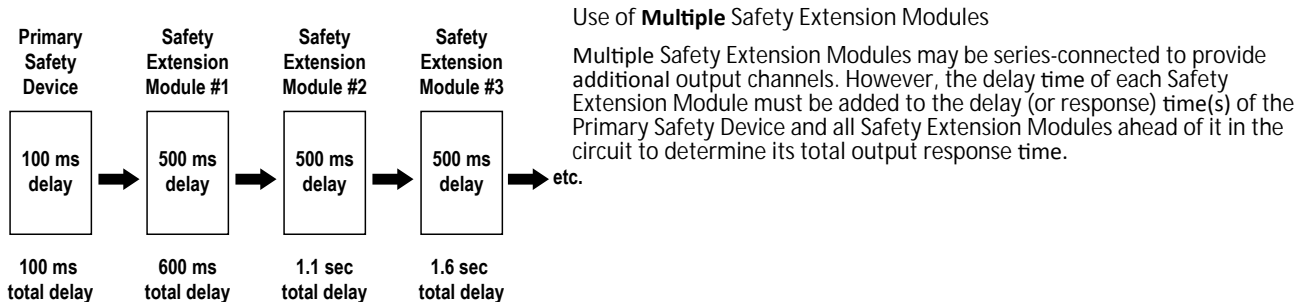 Primary
Safety
Device
Safety
Extension
Module #1
Safety
Extension
Module #2
Safety
Extension
Module #3
100 ms
delay
500 ms
delay
500 ms
delay
500 ms
delay
etc.
100 ms
total delay
600 ms
total delay
1.1 sec
total delay
1.6 sec
total delay
Use of Multiple Safety Extension Modules
Multiple Safety Extension Modules may be series-connected to provide
additional output channels. However, the delay time of each Safety
Extension Module must be added to the delay (or response) time(s) of the
Primary Safety Device and all Safety Extension Modules ahead of it in the
circuit to determine its total output response time.